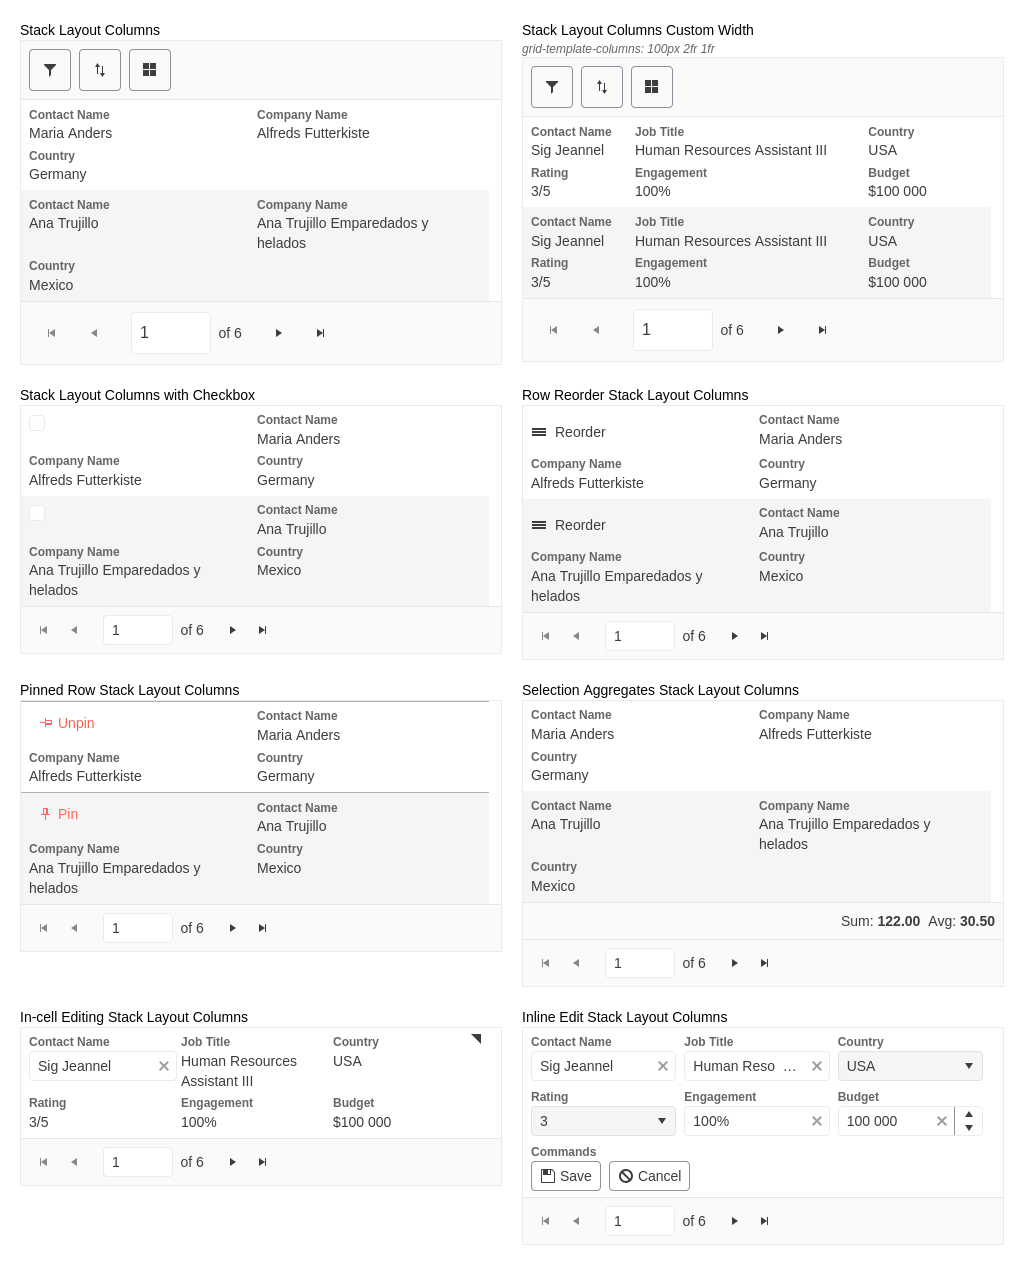 Stack Layout Columns
Contact Name Company Name
Maria Anders Alfreds Futterkiste
Country
Germany
Contact Name Company Name
Ana Trujillo Ana Trujillo Emparedados y
helados
Country
Mexico
1 of 6
Stack Layout Columns Custom Width
grid-template-columns: 100px 2fr 1fr
Contact Name Job Title Country
Sig Jeannel Human Resources Assistant III USA
Rating Engagement Budget
3/5 100% $100 000
Contact Name Job Title Country
Sig Jeannel Human Resources Assistant III USA
Rating Engagement Budget
3/5 100% $100 000
1 of 6
Stack Layout Columns with Checkbox
Contact Name
Maria Anders
Company Name Country
Alfreds Futterkiste Germany
Contact Name
Ana Trujillo
Company Name Country
Ana Trujillo Emparedados y Mexico
helados
1 of 6
Row Reorder Stack Layout Columns
Contact Name
Reorder Maria Anders
Company Name Country
Alfreds Futterkiste Germany
Contact Name
Reorder Ana Trujillo
Company Name Country
Ana Trujillo Emparedados y Mexico
helados
1 of 6
Pinned Row Stack Layout Columns
Contact Name
Unpin Maria Anders
Company Name Country
Alfreds Futterkiste Germany
Contact Name
Pin Ana Trujillo
Company Name Country
Ana Trujillo Emparedados y Mexico
helados
1 of 6
Selection Aggregates Stack Layout Columns
Contact Name Company Name
Maria Anders Alfreds Futterkiste
Country
Germany
Contact Name Company Name
Ana Trujillo Ana Trujillo Emparedados y
helados
Country
Mexico
Sum: 122.00 Avg: 30.50
1 of 6
In-cell Editing Stack Layout Columns
Contact Name Job Title Country
Sig Jeannel Human Resources USA
Assistant III
Rating Engagement Budget
3/5 100% $100 000
1 of 6
Inline Edit Stack Layout Columns
Contact Name Job Title Country
Sig Jeannel Human Reso … USA
Rating Engagement Budget
3 100% 100 000
Commands
Save Cancel
1 of 6